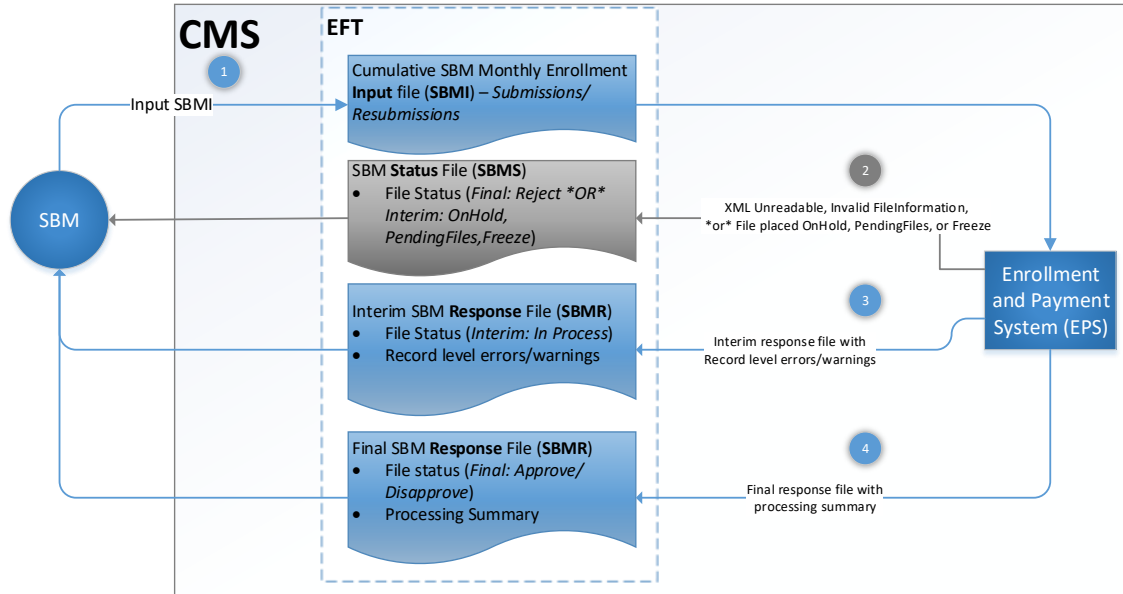 CMS
EFT
1
Input SBMI
Cumulative SBM Monthly Enrollment
Input file (SBMI) – Submissions/
Resubmissions
SBM
SBM Status File (SBMS)
• File Status (Final: Reject *OR*
Interim: OnHold,
PendingFiles,Freeze)
2
XML Unreadable, Invalid FileInformation,
*or* File placed OnHold, PendingFiles, or Freeze
Enrollment
and Payment
System (EPS)
Interim SBM Response File (SBMR)
• File Status (Interim: In Process)
• Record level errors/warnings
3
Interim response file with
Record level errors/warnings
Final SBM Response File (SBMR)
• File status (Final: Approve/
Disapprove)
• Processing Summary
4
Final response file with
processing summary